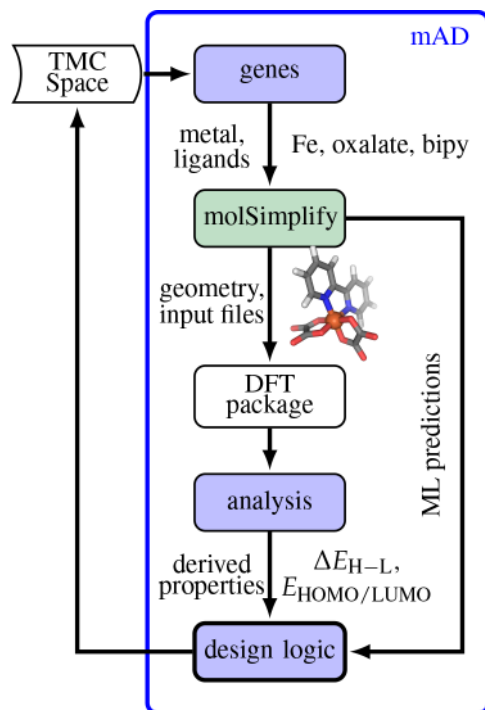 mAD
TMC
Space
genes
metal,
ligands
Fe, oxalate, bipy
molSimplify
geometry,
input files
DFT
package
ML predictions
analysis
derived
properties
ΔE_H−L,
E_HOMO/LUMO
design logic